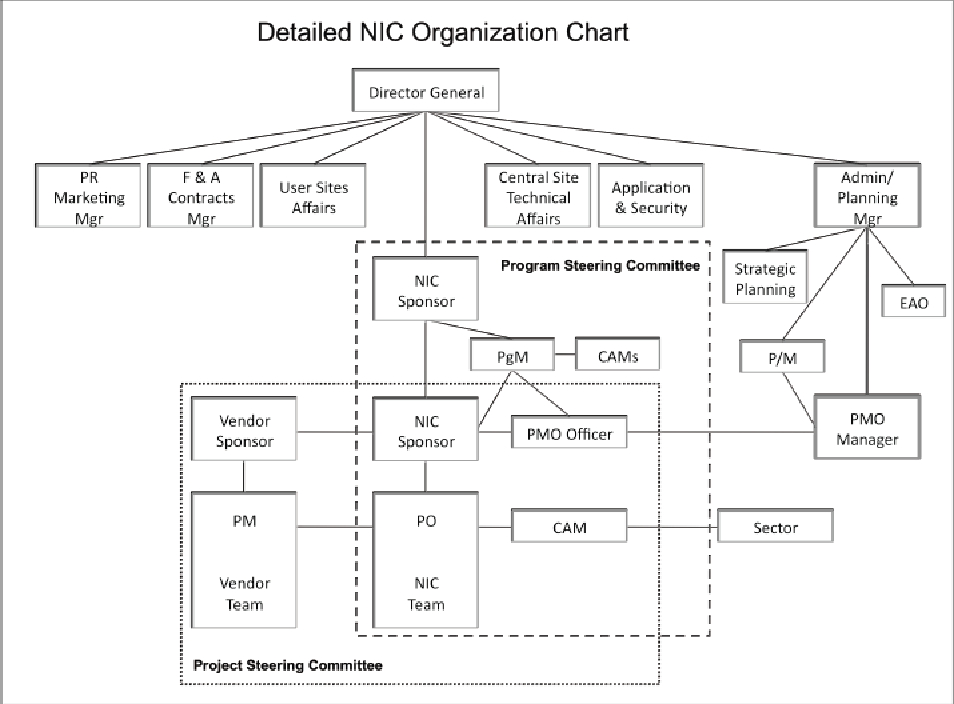 Detailed NIC Organization Chart
Director General
PR
Marketing
Mgr
F & A
Contracts
Mgr
User Sites
Affairs
Central Site
Technical
Affairs
Application
& Security
Admin/
Planning
Mgr
Program Steering Committee
NIC
Sponsor
Strategic
Planning
EAO
PgM
CAMs
P/M
Vendor
Sponsor
NIC
Sponsor
PMO Officer
PMO
Manager
PM
Vendor
Team
PO
NIC
Team
CAM
Sector
Project Steering Committee